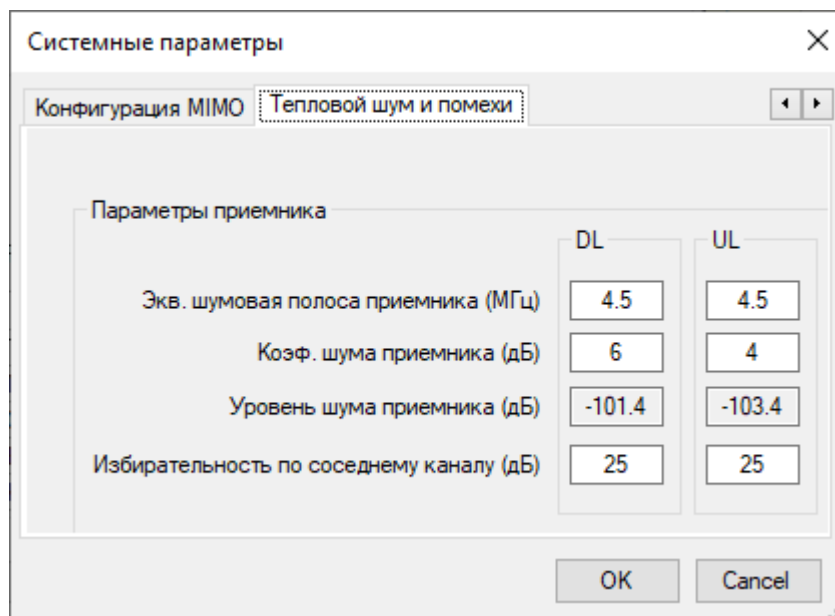 Системные параметры
Конфигурация MIMO Тепловой шум и помехи
Параметры приемника
DL UL
Экв. шумовая полоса приемника (МГц) 4.5 4.5
Коэф. шума приемника (дБ) 6 4
Уровень шума приемника (дБ) -101.4 -103.4
Избирательность по соседнему каналу (дБ) 25 25
OK Cancel